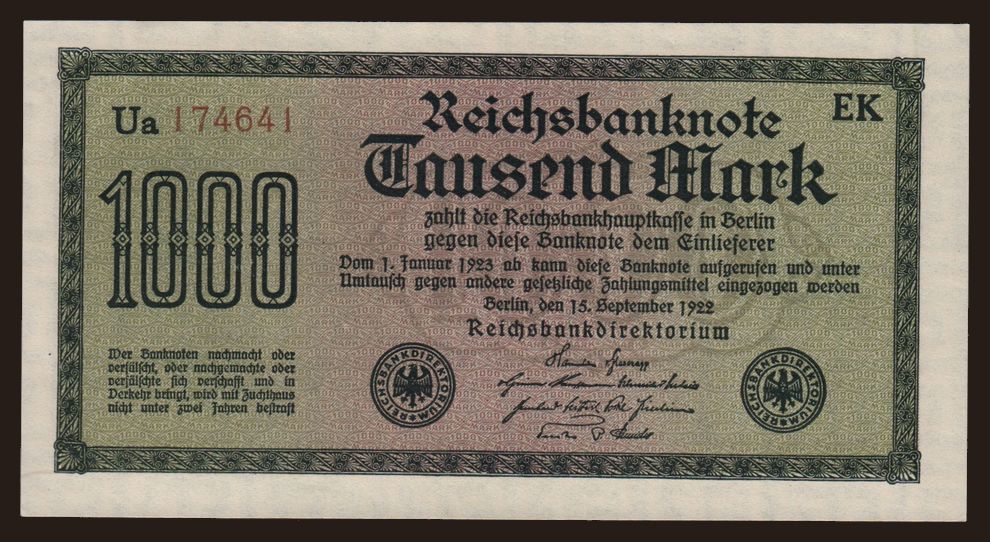 Ua 174641
EK
Reichsbanknote
Tausend Mark
1000
zahlt die Reichsbankhauptkasse in Berlin
gegen diese Banknote dem Einlieferer
Vom 1. Januar 1923 ab kann diese Banknote aufgerufen und unter
Umtausch gegen andere gesetzliche Zahlungsmittel eingezogen werden
Berlin, den 15. September 1922
Reichsbankdirektorium
Wer Banknoten nachmacht oder
verfälscht, oder nachgemachte oder
verfälschte sich verschafft und in
Verkehr bringt, wird mit Zuchthaus
nicht unter zwei Jahren bestraft
REICHSBANKDIREKTORIUM
REICHSBANKDIREKTORIUM